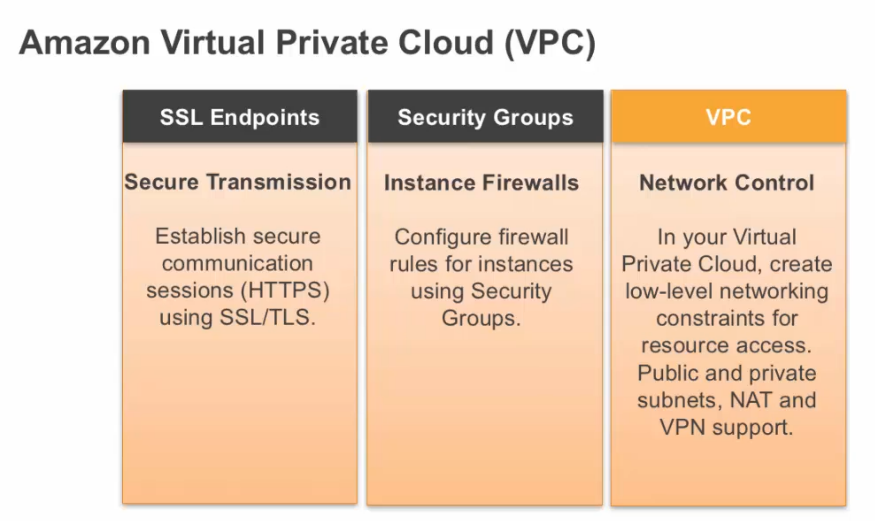 Amazon Virtual Private Cloud (VPC)
SSL Endpoints
Secure Transmission
Establish secure
communication
sessions (HTTPS)
using SSL/TLS.
Security Groups
Instance Firewalls
Configure firewall
rules for instances
using Security
Groups.
VPC
Network Control
In your Virtual
Private Cloud, create
low-level networking
constraints for
resource access.
Public and private
subnets, NAT and
VPN support.